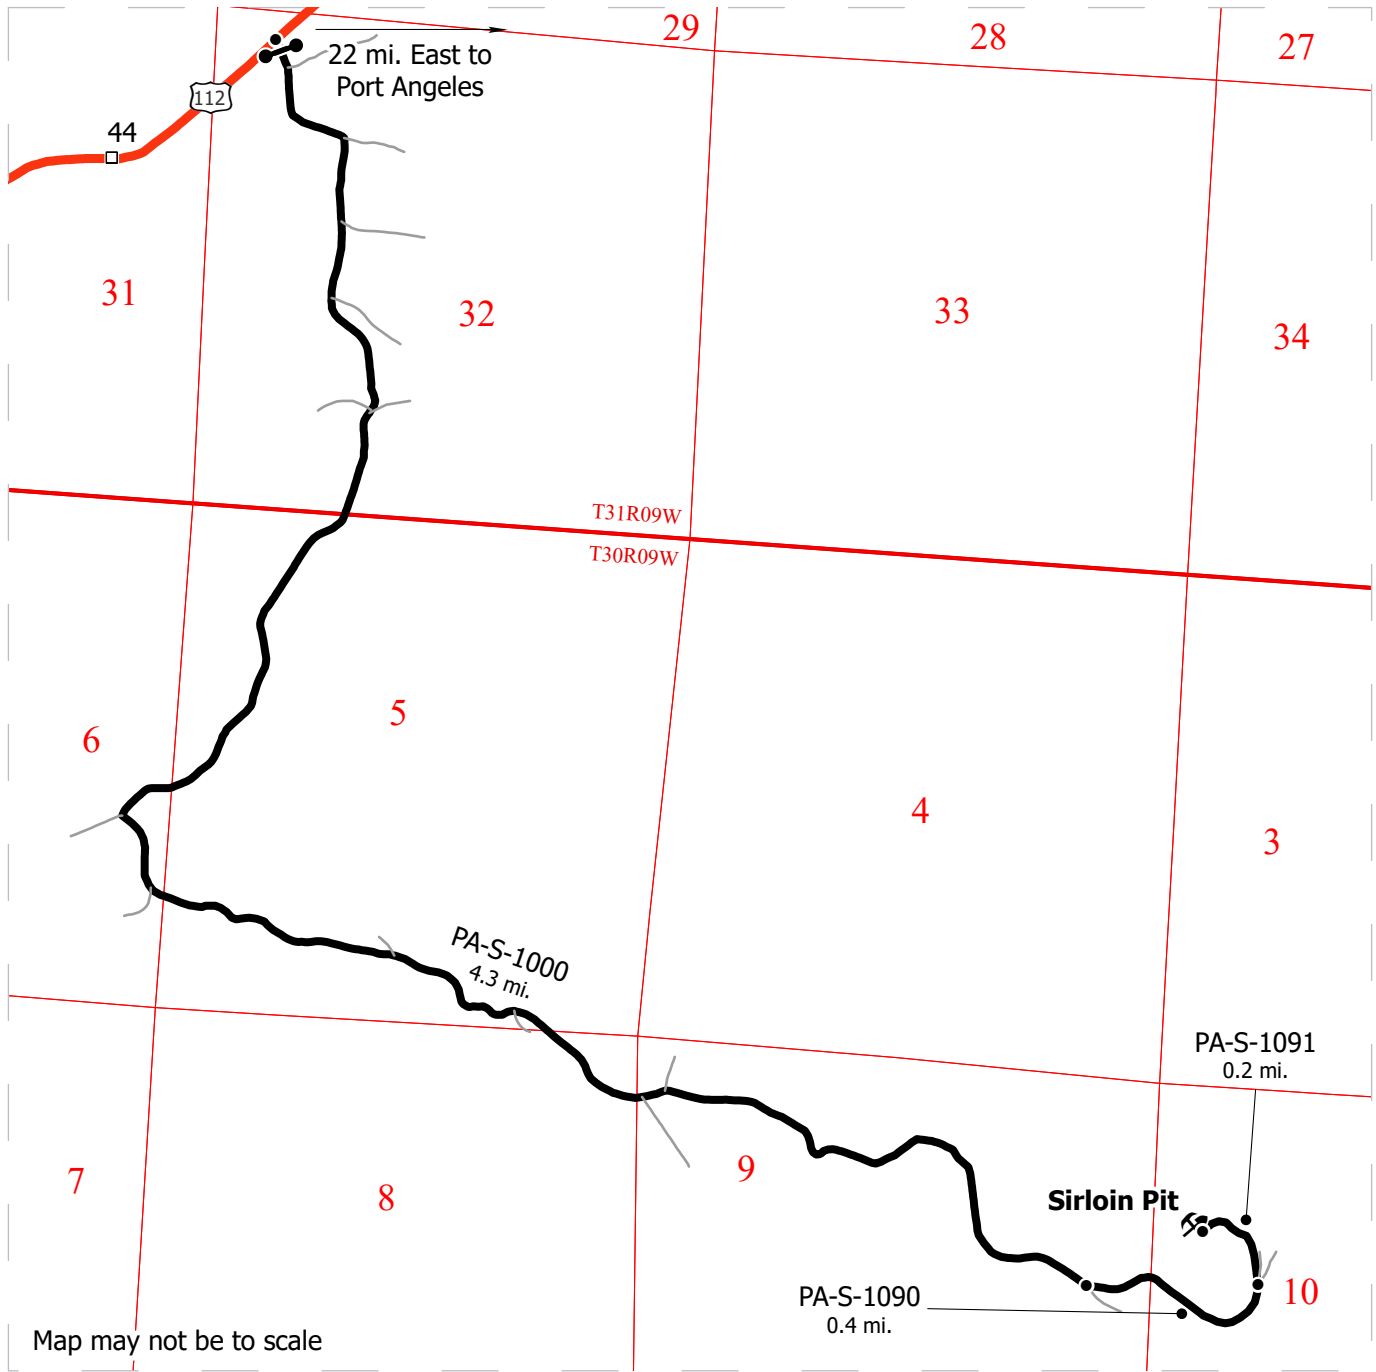 29
28
27
22 mi. East to
Port Angeles
112
44
31
32
33
34
T31R09W
T30R09W
5
6
4
3
PA-S-1000
4.3 mi.
PA-S-1091
0.2 mi.
7
8
9
Sirloin Pit
10
PA-S-1090
0.4 mi.
Map may not be to scale